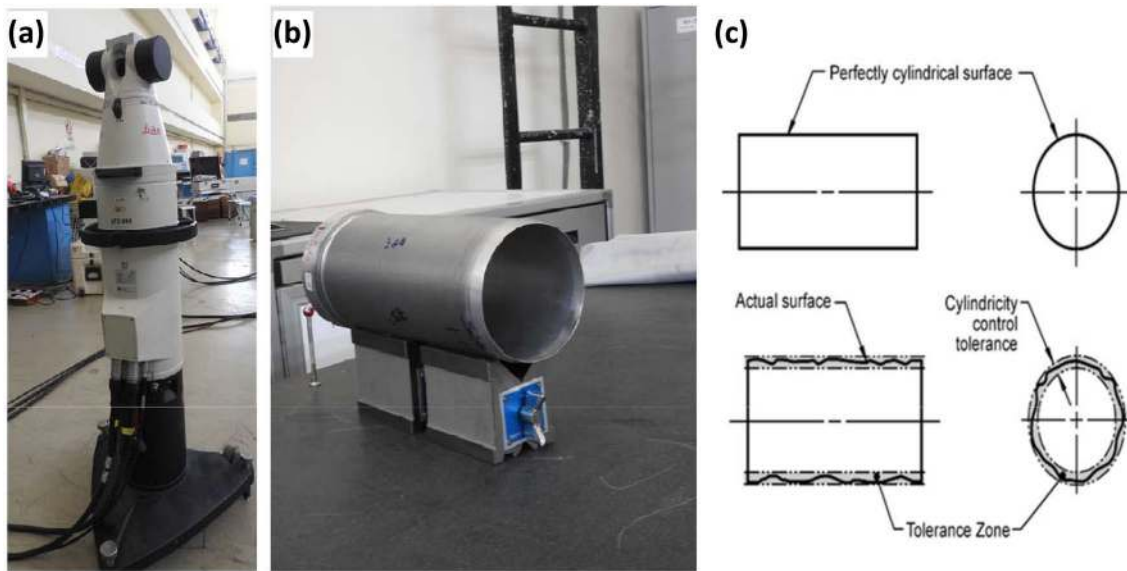 (a)
(b)
(c)
Perfectly cylindrical surface
Actual surface
Cylindricity
control
tolerance
Tolerance Zone